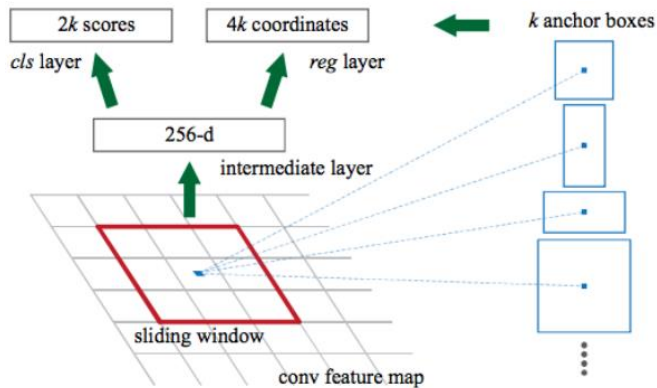 2k scores
4k coordinates
k anchor boxes
cls layer
reg layer
256-d
intermediate layer
sliding window
conv feature map